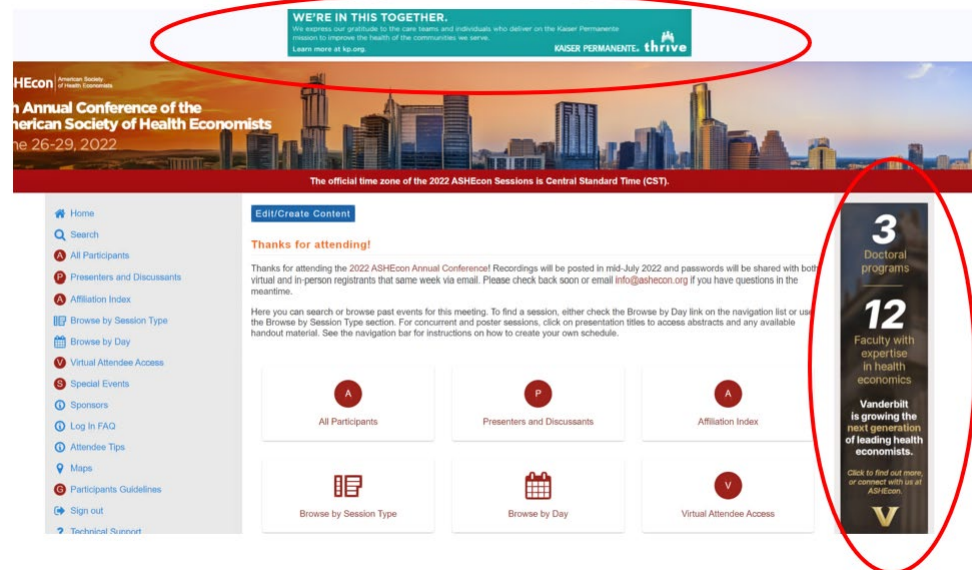 WE'RE IN THIS TOGETHER.
We express our gratitude to the care teams and individuals who deliver on the Kaiser Permanente
mission to improve the health of the communities we serve.
Learn more at kp.org.
KAISER PERMANENTE. thrive
HEcon American Society
of Health Economists
Annual Conference of the
erican Society of Health Economists
ne 26-29, 2022
The official time zone of the 2022 ASHEcon Sessions is Central Standard Time (CST).
Home
Search
A All Participants
P Presenters and Discussants
A Affiliation Index
Browse by Session Type
Browse by Day
V Virtual Attendee Access
S Special Events
Sponsors
Log In FAQ
Attendee Tips
Maps
G Participants Guidelines
Sign out
? Technical Support
Edit/Create Content
Thanks for attending!
Thanks for attending the 2022 ASHEcon Annual Conference! Recordings will be posted in mid-July 2022 and passwords will be shared with both
virtual and in-person registrants that same week via email. Please check back soon or email info@ashecon.org if you have questions in the
meantime.
Here you can search or browse past events for this meeting. To find a session, either check the Browse by Day link on the navigation list or use
the Browse by Session Type section. For concurrent and poster sessions, click on presentation titles to access abstracts and any available
handout material. See the navigation bar for instructions on how to create your own schedule.
A
All Participants
P
Presenters and Discussants
A
Affiliation Index
Browse by Session Type
Browse by Day
V
Virtual Attendee Access
3
Doctoral
programs
12
Faculty with
expertise
in health
economics
Vanderbilt
is growing the
next generation
of leading health
economists.
Click to find out more,
or connect with us at
ASHEcon.
V